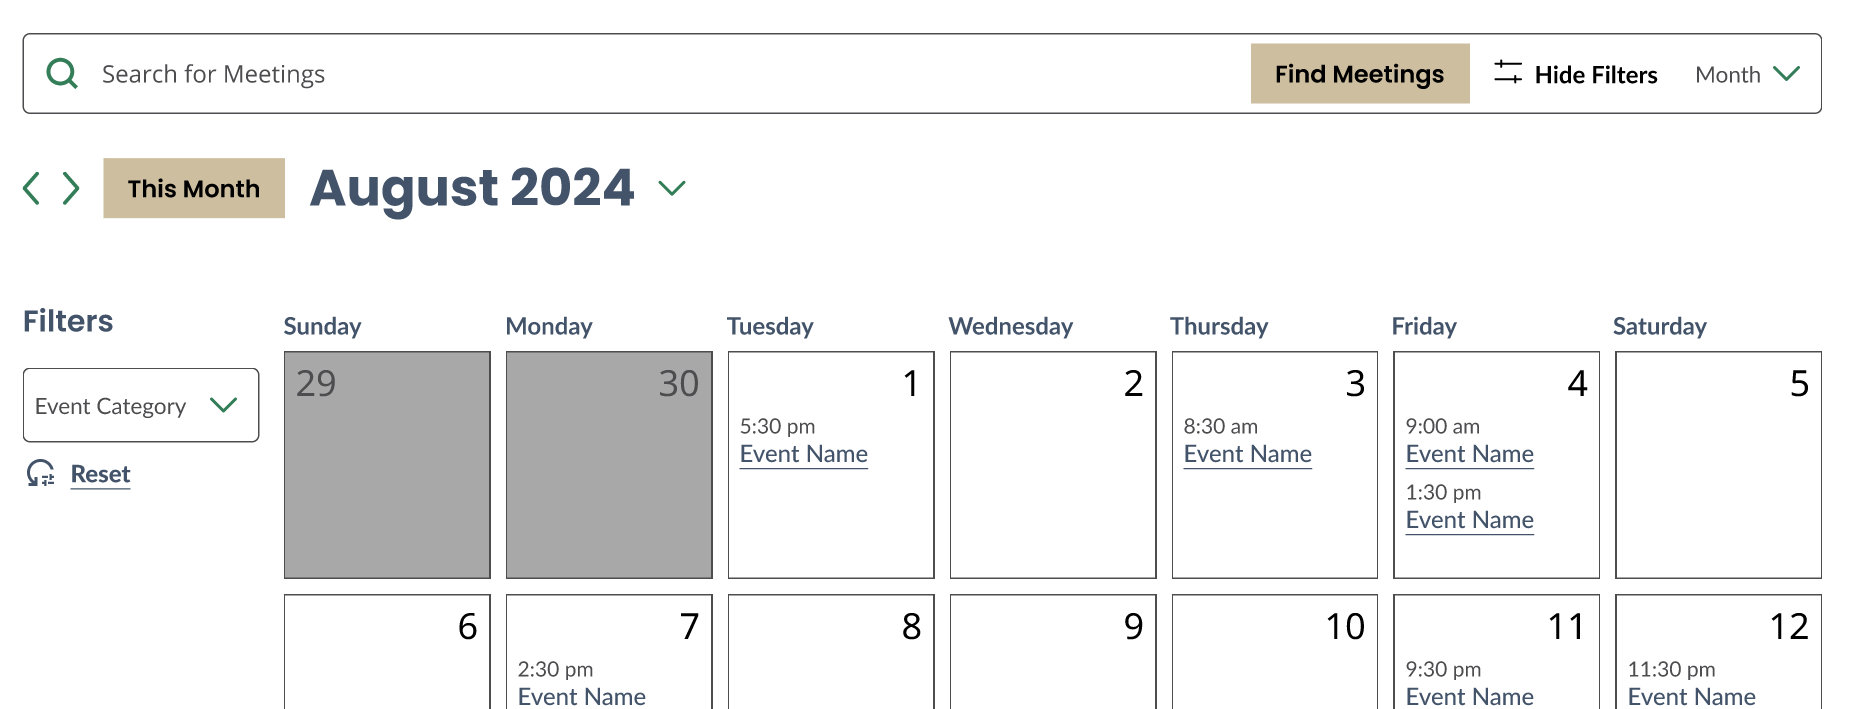 Search for Meetings Find Meetings Hide Filters Month
This Month August 2024
Filters
Event Category
Reset
Sunday Monday Tuesday Wednesday Thursday Friday Saturday
29 30 1 2 3 4 5
5:30 pm 8:30 am 9:00 am
Event Name Event Name Event Name
1:30 pm
Event Name
6 7 8 9 10 11 12
2:30 pm 9:30 pm 11:30 pm
Event Name Event Name Event Name